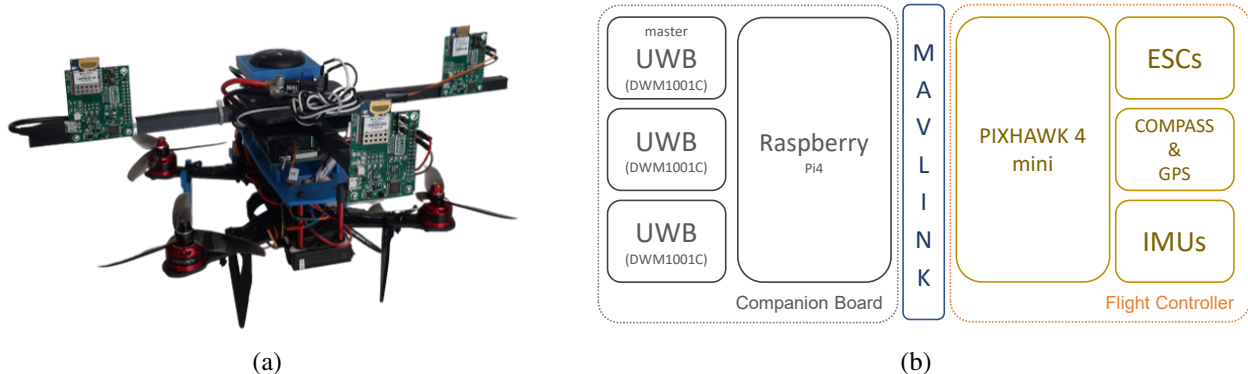 master
UWB
(DWM1001C)
UWB
(DWM1001C)
UWB
(DWM1001C)
Raspberry
Pi4
Companion Board
M
A
V
L
I
N
K
PIXHAWK 4
mini
ESCs
COMPASS
&
GPS
IMUs
Flight Controller
(a)
(b)